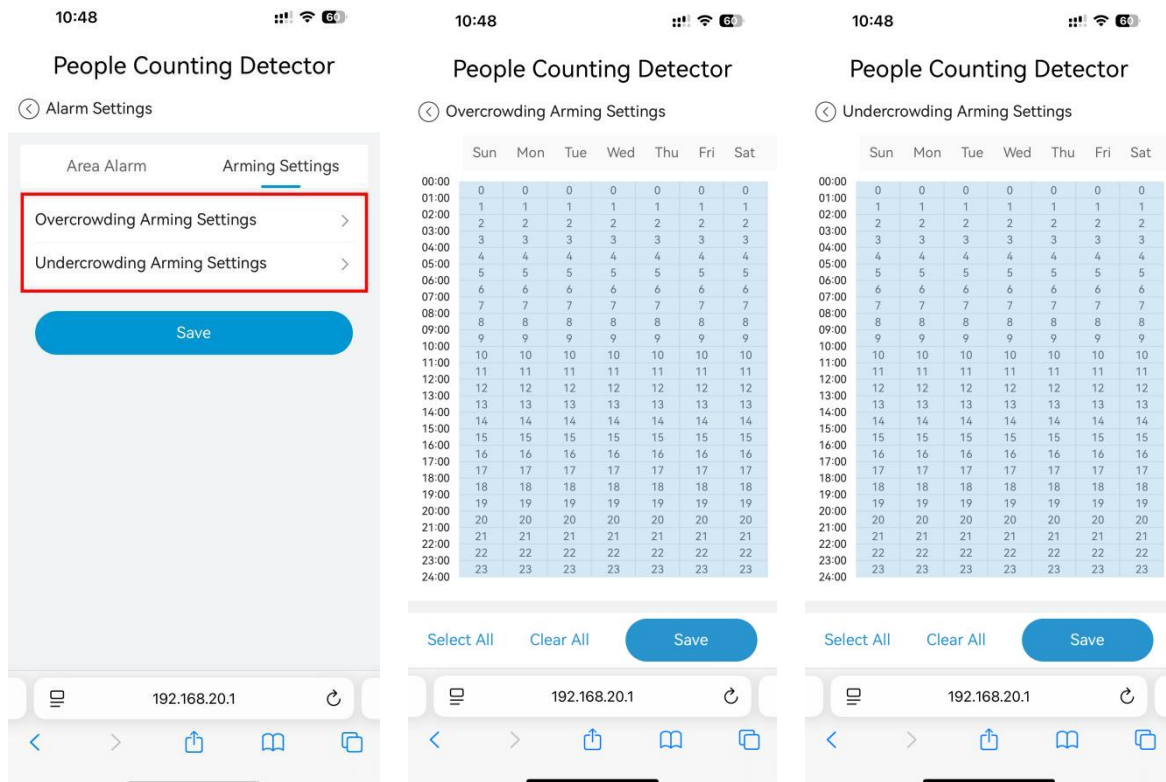 10:48
60
People Counting Detector
Alarm Settings
Area Alarm Arming Settings
Overcrowding Arming Settings
Undercrowding Arming Settings
Save
192.168.20.1
10:48
60
People Counting Detector
Overcrowding Arming Settings
Sun Mon Tue Wed Thu Fri Sat
00:00
0 0 0 0 0 0 0
01:00
1 1 1 1 1 1 1
02:00
2 2 2 2 2 2 2
03:00
3 3 3 3 3 3 3
04:00
4 4 4 4 4 4 4
05:00
5 5 5 5 5 5 5
06:00
6 6 6 6 6 6 6
07:00
7 7 7 7 7 7 7
08:00
8 8 8 8 8 8 8
09:00
9 9 9 9 9 9 9
10:00
10 10 10 10 10 10 10
11:00
11 11 11 11 11 11 11
12:00
12 12 12 12 12 12 12
13:00
13 13 13 13 13 13 13
14:00
14 14 14 14 14 14 14
15:00
15 15 15 15 15 15 15
16:00
16 16 16 16 16 16 16
17:00
17 17 17 17 17 17 17
18:00
18 18 18 18 18 18 18
19:00
19 19 19 19 19 19 19
20:00
20 20 20 20 20 20 20
21:00
21 21 21 21 21 21 21
22:00
22 22 22 22 22 22 22
23:00
23 23 23 23 23 23 23
24:00
Select All Clear All Save
192.168.20.1
10:48
60
People Counting Detector
Undercrowding Arming Settings
Sun Mon Tue Wed Thu Fri Sat
00:00
0 0 0 0 0 0 0
01:00
1 1 1 1 1 1 1
02:00
2 2 2 2 2 2 2
03:00
3 3 3 3 3 3 3
04:00
4 4 4 4 4 4 4
05:00
5 5 5 5 5 5 5
06:00
6 6 6 6 6 6 6
07:00
7 7 7 7 7 7 7
08:00
8 8 8 8 8 8 8
09:00
9 9 9 9 9 9 9
10:00
10 10 10 10 10 10 10
11:00
11 11 11 11 11 11 11
12:00
12 12 12 12 12 12 12
13:00
13 13 13 13 13 13 13
14:00
14 14 14 14 14 14 14
15:00
15 15 15 15 15 15 15
16:00
16 16 16 16 16 16 16
17:00
17 17 17 17 17 17 17
18:00
18 18 18 18 18 18 18
19:00
19 19 19 19 19 19 19
20:00
20 20 20 20 20 20 20
21:00
21 21 21 21 21 21 21
22:00
22 22 22 22 22 22 22
23:00
23 23 23 23 23 23 23
24:00
Select All Clear All Save
192.168.20.1